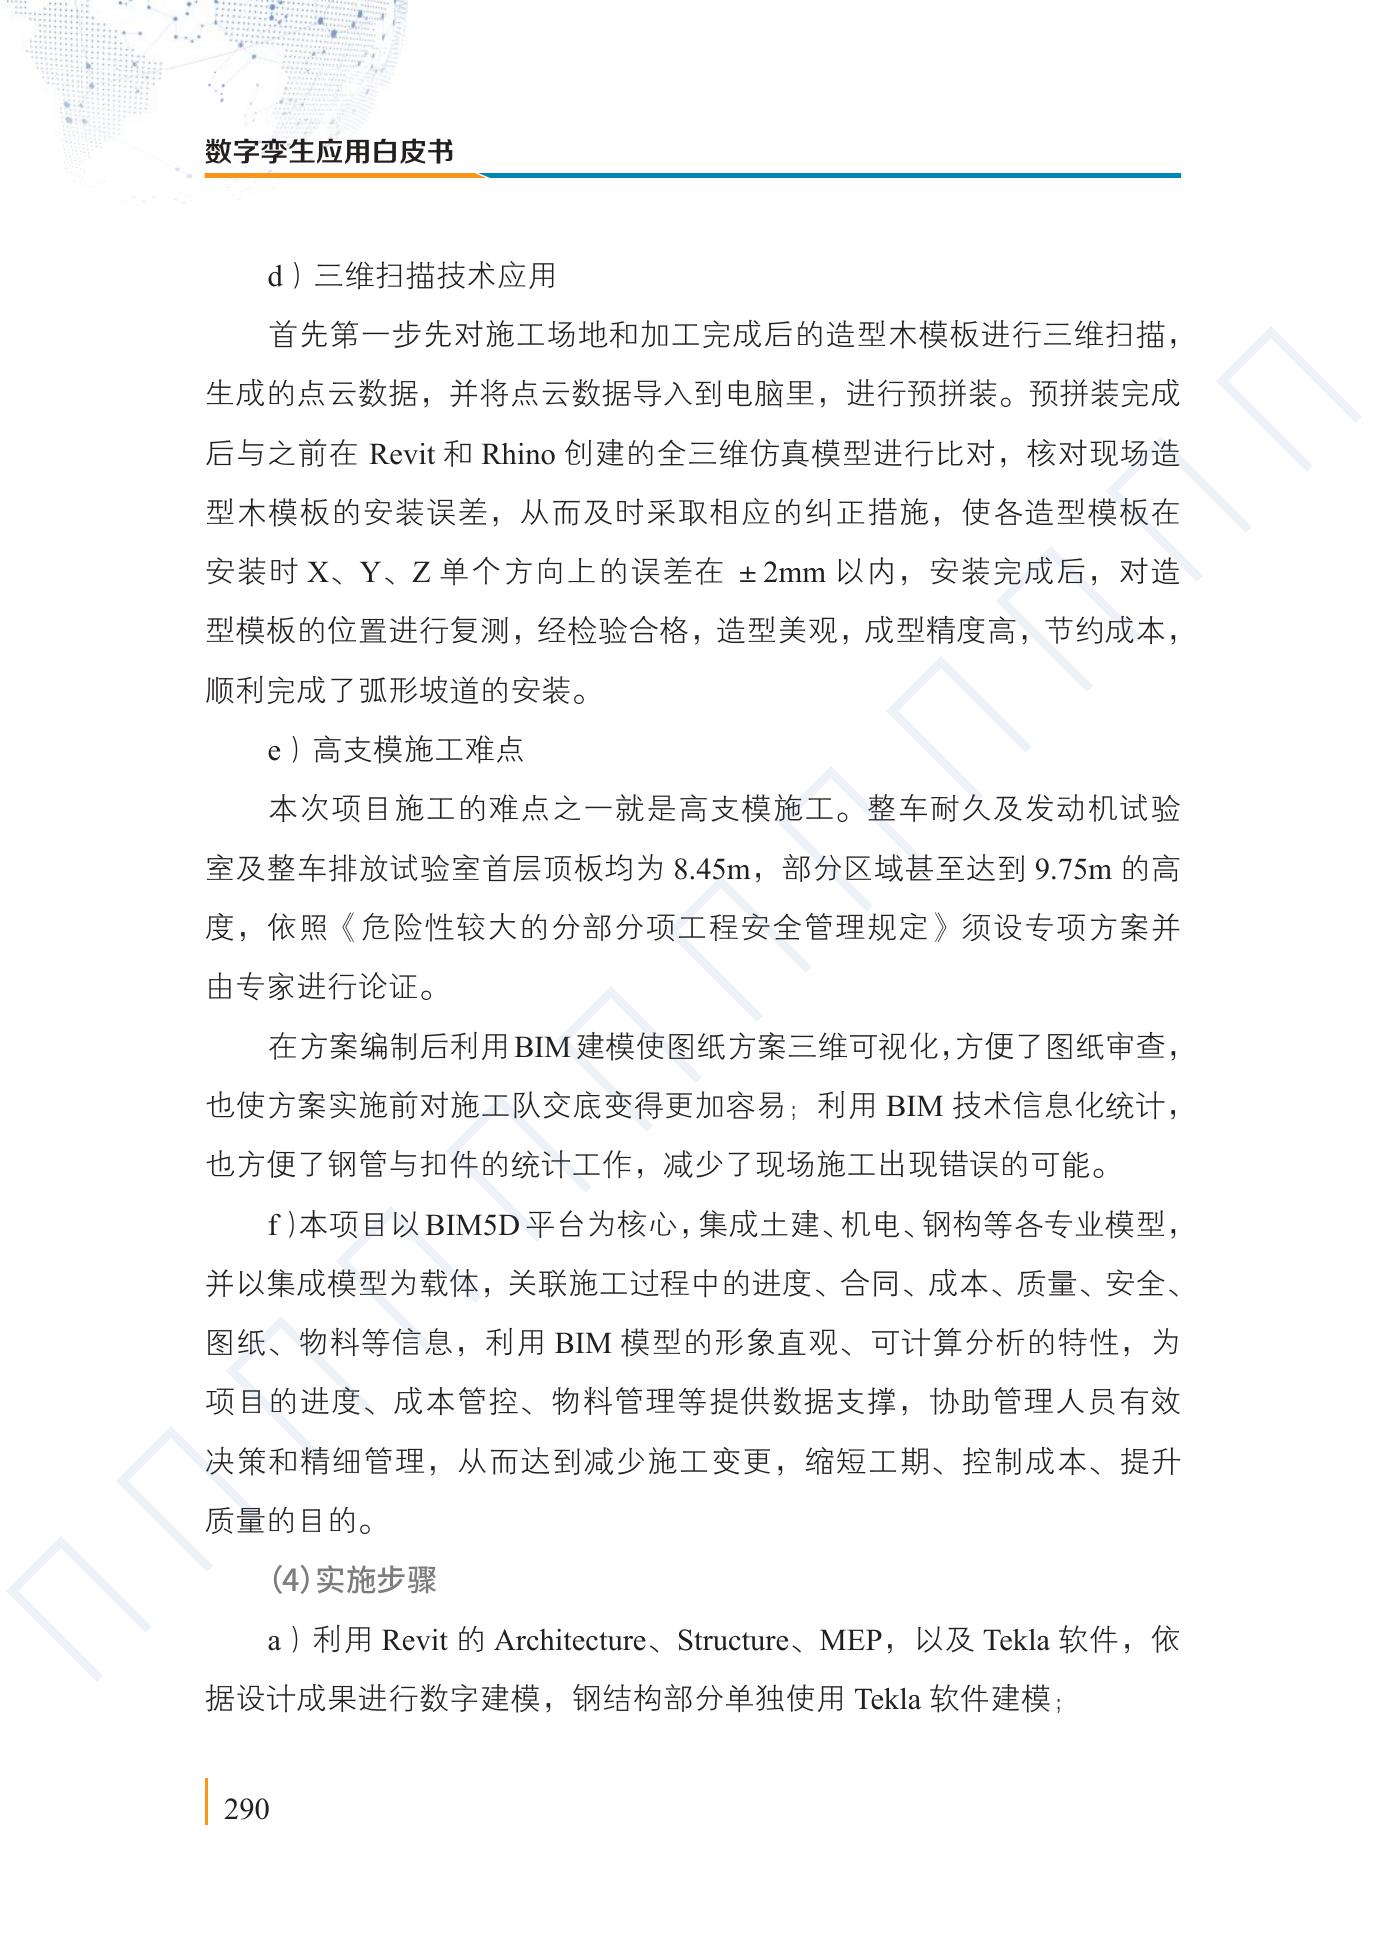 数字孪生应用白皮书
d）三维扫描技术应用
首先第一步先对施工场地和加工完成后的造型木模板进行三维扫描，
生成的点云数据，并将点云数据导入到电脑里，进行预拼装。预拼装完成
后与之前在 Revit 和 Rhino 创建的全三维仿真模型进行比对，核对现场造
型木模板的安装误差，从而及时采取相应的纠正措施，使各造型模板在
安装时 X、Y、Z 单个方向上的误差在 ±2mm 以内，安装完成后，对造
型模板的位置进行复测，经检验合格，造型美观，成型精度高，节约成本，
顺利完成了弧形坡道的安装。
e）高支模施工难点
本次项目施工的难点之一就是高支模施工。整车耐久及发动机试验
室及整车排放试验室首层顶板均为 8.45m，部分区域甚至达到 9.75m 的高
度，依照《危险性较大的分部分项工程安全管理规定》须设专项方案并
由专家进行论证。
在方案编制后利用BIM建模使图纸方案三维可视化，方便了图纸审查，
也使方案实施前对施工队交底变得更加容易；利用 BIM 技术信息化统计，
也方便了钢管与扣件的统计工作，减少了现场施工出现错误的可能。
f）本项目以 BIM5D 平台为核心，集成土建、机电、钢构等各专业模型，
并以集成模型为载体，关联施工过程中的进度、合同、成本、质量、安全、
图纸、物料等信息，利用 BIM 模型的形象直观、可计算分析的特性，为
项目的进度、成本管控、物料管理等提供数据支撑，协助管理人员有效
决策和精细管理，从而达到减少施工变更，缩短工期、控制成本、提升
质量的目的。
（4）实施步骤
a）利用 Revit 的 Architecture、Structure、MEP，以及 Tekla 软件，依
据设计成果进行数字建模，钢结构部分单独使用 Tekla 软件建模；
290